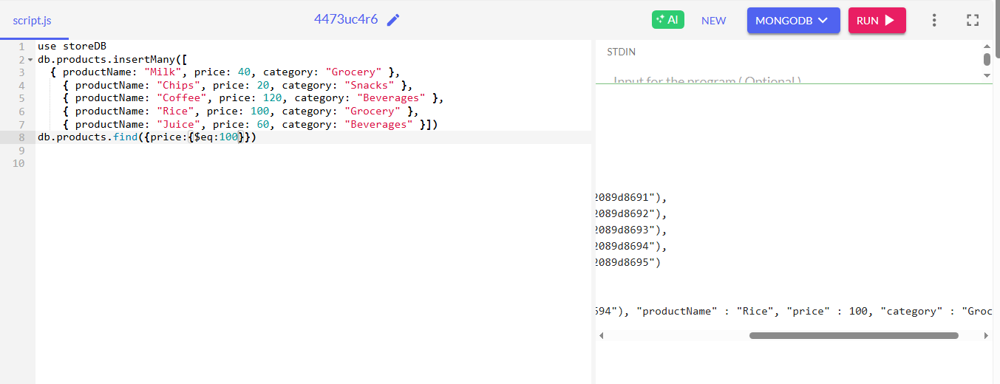 script.js
4473uc4r6
AI
NEW
MONGODB
RUN
1 use storeDB
2 db.products.insertMany([
3 { productName: "Milk", price: 40, category: "Grocery" },
4 { productName: "Chips", price: 20, category: "Snacks" },
5 { productName: "Coffee", price: 120, category: "Beverages" },
6 { productName: "Rice", price: 100, category: "Grocery" },
7 { productName: "Juice", price: 60, category: "Beverages" }])
8 db.products.find({price:{$eq:100}})
9
10
STDIN
Input for the program ( Optional )
2089d8691"),
2089d8692"),
2089d8693"),
2089d8694"),
2089d8695")
694"), "productName" : "Rice", "price" : 100, "category" : "Groc